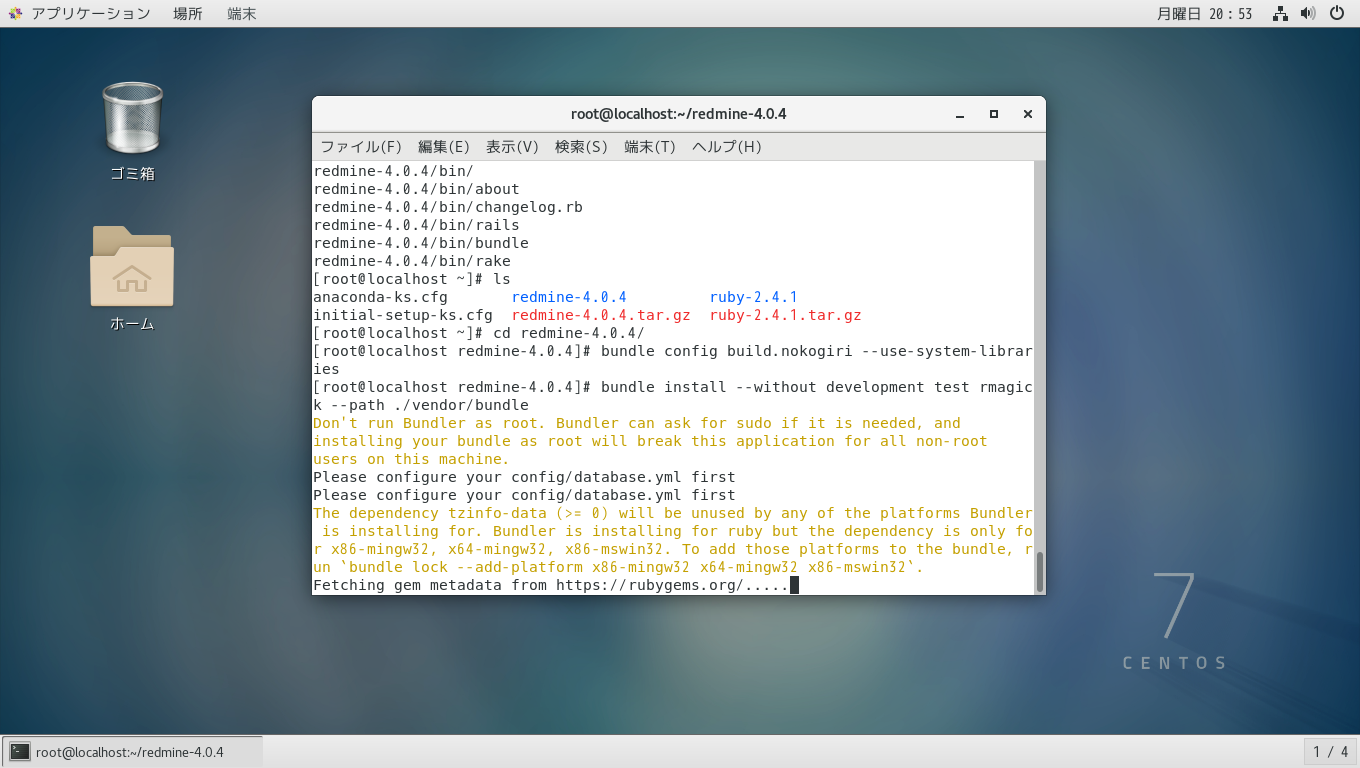 アプリケーション 場所 端末 月曜日 20：53
ゴミ箱
ホーム
root@localhost:~/redmine-4.0.4
ファイル(F) 編集(E) 表示(V) 検索(S) 端末(T) ヘルプ(H)
redmine-4.0.4/bin/
redmine-4.0.4/bin/about
redmine-4.0.4/bin/changelog.rb
redmine-4.0.4/bin/rails
redmine-4.0.4/bin/bundle
redmine-4.0.4/bin/rake
[root@localhost ~]# ls
anaconda-ks.cfg       redmine-4.0.4         ruby-2.4.1
initial-setup-ks.cfg  redmine-4.0.4.tar.gz  ruby-2.4.1.tar.gz
[root@localhost ~]# cd redmine-4.0.4/
[root@localhost redmine-4.0.4]# bundle config build.nokogiri --use-system-librar
ies
[root@localhost redmine-4.0.4]# bundle install --without development test rmagic
k --path ./vendor/bundle
Don't run Bundler as root. Bundler can ask for sudo if it is needed, and
installing your bundle as root will break this application for all non-root
users on this machine.
Please configure your config/database.yml first
Please configure your config/database.yml first
The dependency tzinfo-data (>= 0) will be unused by any of the platforms Bundler
 is installing for. Bundler is installing for ruby but the dependency is only fo
r x86-mingw32, x64-mingw32, x86-mswin32. To add those platforms to the bundle, r
un `bundle lock --add-platform x86-mingw32 x64-mingw32 x86-mswin32`.
Fetching gem metadata from https://rubygems.org/.....
7
CENTOS
root@localhost:~/redmine-4.0.4
1 / 4